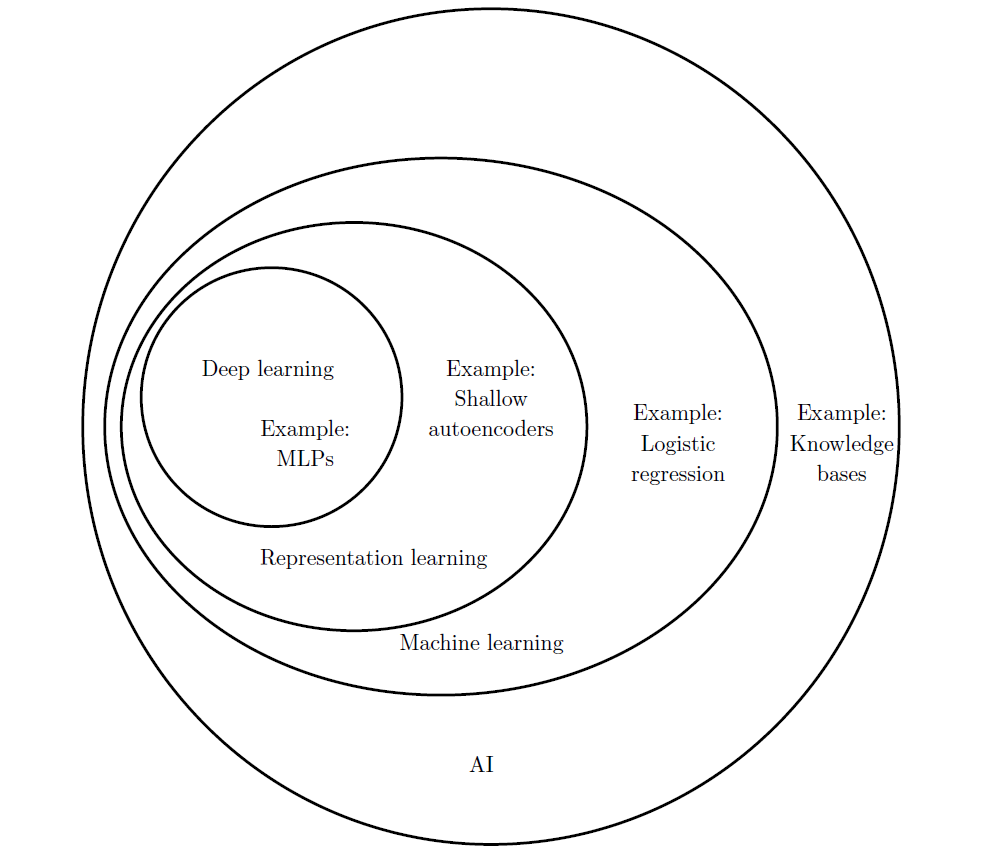 Deep learning
Example:
MLPs
Example:
Shallow
autoencoders
Example:
Logistic
regression
Example:
Knowledge
bases
Representation learning
Machine learning
AI